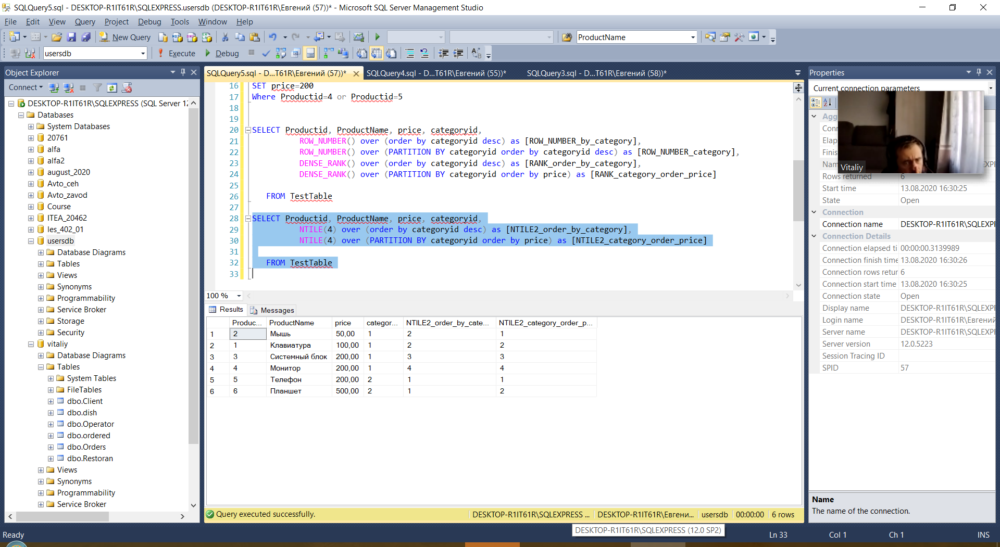 SQLQuery5.sql - DESKTOP-R1IT61R\SQLEXPRESS.usersdb (DESKTOP-R1IT61R\Евгений (57))* - Microsoft SQL Server Management Studio
File Edit View Query Project Debug Tools Window Help
New Query ProductName
usersdb Execute Debug
Object Explorer
Connect
DESKTOP-R1IT61R\SQLEXPRESS (SQL Server 12
Databases
System Databases
20761
alfa
alfa2
august_2020
Avto_ceh
Avto_zavod
Course
ITEA_20462
les_402_01
usersdb
Database Diagrams
Tables
Views
Synonyms
Programmability
Service Broker
Storage
Security
vitaliy
Database Diagrams
Tables
System Tables
FileTables
dbo.Client
dbo.dish
dbo.Operator
dbo.ordered
dbo.Orders
dbo.Restoran
Views
Synonyms
Programmability
Service Broker
SQLQuery5.sql - D...T61R\Евгений (57))* SQLQuery4.sql - D...T61R\Евгений (55))* SQLQuery3.sql - D...T61R\Евгений (58))*
16 SET price=200
17 Where Productid=4 or Productid=5
18
19
20 SELECT Productid, ProductName, price, categoryid,
21 ROW_NUMBER() over (order by categoryid desc) as [ROW_NUMBER_by_category],
22 ROW_NUMBER() over (PARTITION BY categoryid order by categoryid desc) as [ROW_NUMBER_category],
23 DENSE_RANK() over (order by categoryid desc) as [RANK_order_by_category],
24 DENSE_RANK() over (PARTITION BY categoryid order by price) as [RANK_category_order_price]
25
26 FROM TestTable
27
28 SELECT Productid, ProductName, price, categoryid,
29 NTILE(4) over (order by categoryid desc) as [NTILE2_order_by_category],
30 NTILE(4) over (PARTITION BY categoryid order by price) as [NTILE2_category_order_price]
31
32 FROM TestTable
33
100 %
Results Messages
Produc... ProductName price categor... NTILE2_order_by_cate... NTILE2_category_order_p...
1 2 Мышь 50,00 1 2 1
2 1 Клавиатура 100,00 1 2 2
3 3 Системный блок 200,00 1 3 3
4 4 Монитор 200,00 1 4 4
5 5 Телефон 200,00 2 1 1
6 6 Планшет 500,00 2 1 2
Query executed successfully. DESKTOP-R1IT61R\SQLEXPRESS ... DESKTOP-R1IT61R\Евгени... usersdb 00:00:00 6 rows
DESKTOP-R1IT61R\SQLEXPRESS (12.0 SP2)
Properties
Current connection parameters
Vitaliy
Agg
Conn
Elap
Finis
Nam XPI
Rows returned 6
Start time 13.08.2020 16:30:25
State Open
Connection
Connection name DESKTOP-R1IT61R\SQLEXPI
Connection Details
Connection elapsed ti 00:00:00.3139989
Connection finish time 13.08.2020 16:30:26
Connection rows retur 6
Connection start time 13.08.2020 16:30:25
Connection state Open
Display name DESKTOP-R1IT61R\SQLEXPI
Login name DESKTOP-R1IT61R\Евгений
Server name DESKTOP-R1IT61R\SQLEXPI
Server version 12.0.5223
Session Tracing ID
SPID 57
Name
The name of the connection.
Ready Ln 33 Col 1 Ch 1 INS